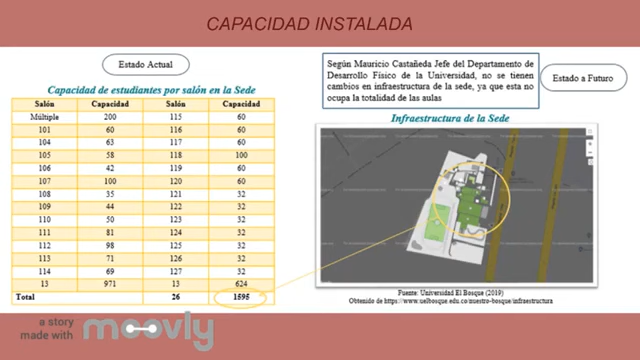 CAPACIDAD INSTALADA
Estado Actual
Capacidad de estudiantes por salón en la Sede
Salón Capacidad Salón Capacidad
Múltiple 200 115 60
101 60 116 60
104 63 117 60
105 58 118 100
106 42 119 60
107 100 120 60
108 35 121 32
109 44 122 32
110 50 123 32
111 81 124 32
112 98 125 32
113 71 126 32
114 69 127 32
13 971 13 624
Total 26 1595
Según Mauricio Castañeda Jefe del Departamento de
Desarrollo Físico de la Universidad, no se tienen
cambios en infraestructura de la sede, ya que esta no
ocupa la totalidad de las aulas
Estado a Futuro
Infraestructura de la Sede
Fuente: Universidad El Bosque (2019)
Obtenido de https://www.uelbosque.edu.co/nuestro-bosque/infraestructura
a story
made with moovly